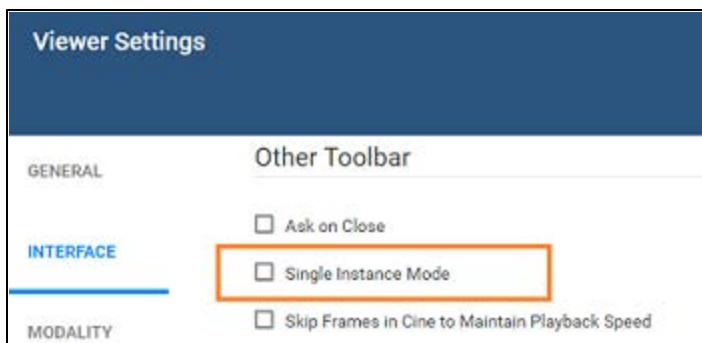 Viewer Settings
GENERAL
INTERFACE
MODALITY
Other Toolbar
Ask on Close
Single Instance Mode
Skip Frames in Cine to Maintain Playback Speed